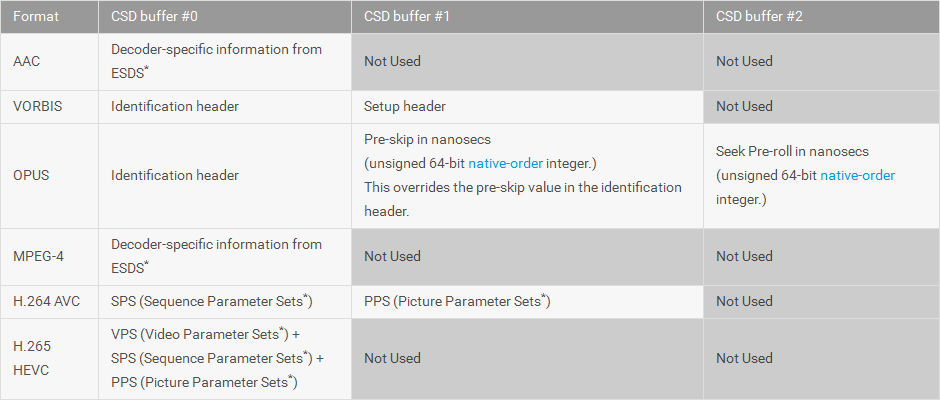 Format CSD buffer #0 CSD buffer #1 CSD buffer #2
AAC
Decoder-specific information from
ESDS*
Not Used
Not Used
VORBIS Identification header Setup header Not Used
OPUS
Identification header
Pre-skip in nanosecs
(unsigned 64-bit native-order integer.)
This overrides the pre-skip value in the identification
header.
Seek Pre-roll in nanosecs
(unsigned 64-bit native-order
integer.)
MPEG-4
Decoder-specific information from
ESDS*
Not Used
Not Used
H.264 AVC SPS (Sequence Parameter Sets*) PPS (Picture Parameter Sets*) Not Used
H.265
HEVC
VPS (Video Parameter Sets*) +
SPS (Sequence Parameter Sets*) +
PPS (Picture Parameter Sets*)
Not Used
Not Used